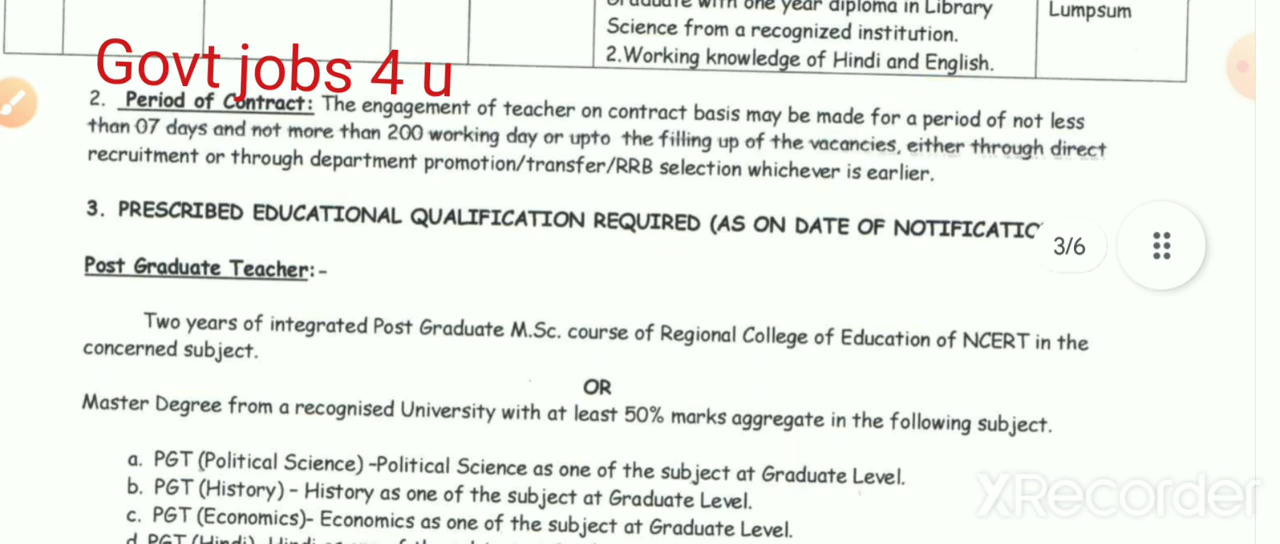 Graduate with one year diploma in Library
Science from a recognized institution.
2.Working knowledge of Hindi and English.
Lumpsum
Govt jobs 4 u
2. Period of Contract: The engagement of teacher on contract basis may be made for a period of not less
than 07 days and not more than 200 working day or upto the filling up of the vacancies, either through direct
recruitment or through department promotion/transfer/RRB selection whichever is earlier.
3. PRESCRIBED EDUCATIONAL QUALIFICATION REQUIRED (AS ON DATE OF
3/6
Post Graduate Teacher:-
Two years of integrated Post Graduate M.Sc. course of Regional College of Education of NCERT in the
concerned subject.
OR
Master Degree from a recognised University with at least 50% marks aggregate in the following subject.
a. PGT (Political Science) -Political Science as one of the subject at Graduate Level.
b. PGT (History) - History as one of the subject at Graduate Level.
c. PGT (Economics)- Economics as one of the subject at Graduate Level.
d PGT (Hindi)
XRecorder